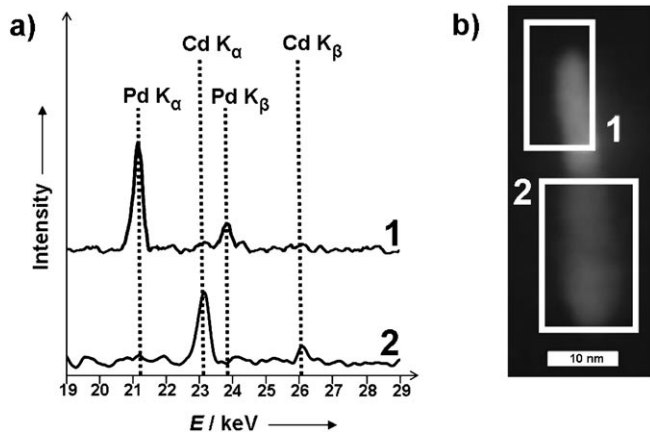 a)
b)
Cd Kα
Cd Kβ
Pd Kα
Pd Kβ
Intensity
1
2
19 20 21 22 23 24 25 26 27 28 29
E / keV
1
2
10 nm